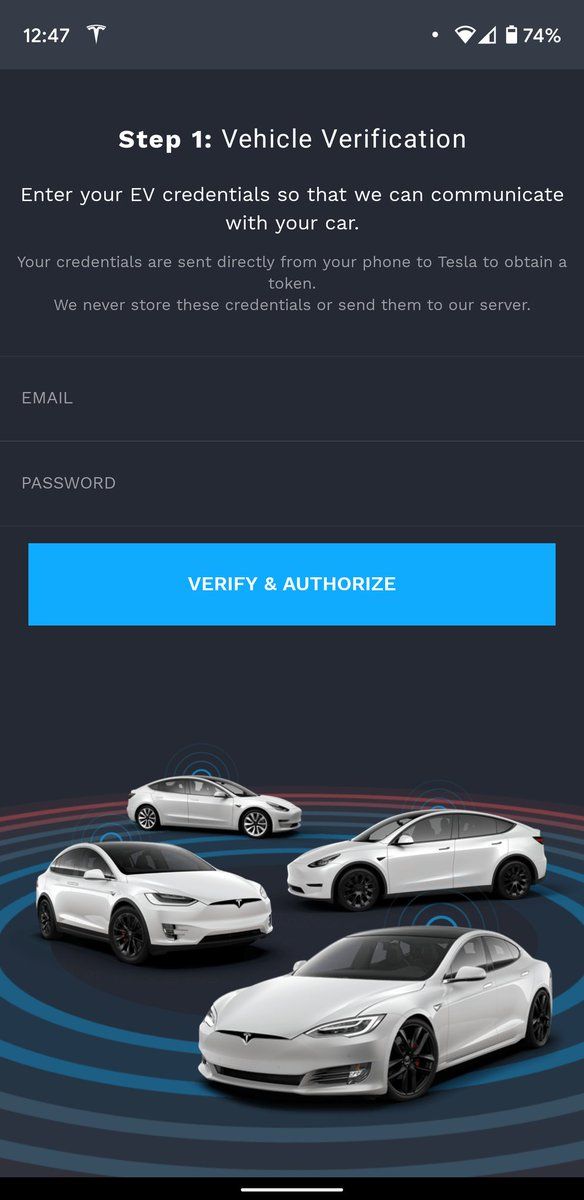 12:47 74%
Step 1: Vehicle Verification
Enter your EV credentials so that we can communicate
with your car.
Your credentials are sent directly from your phone to Tesla to obtain a
token.
We never store these credentials or send them to our server.
EMAIL
PASSWORD
VERIFY & AUTHORIZE